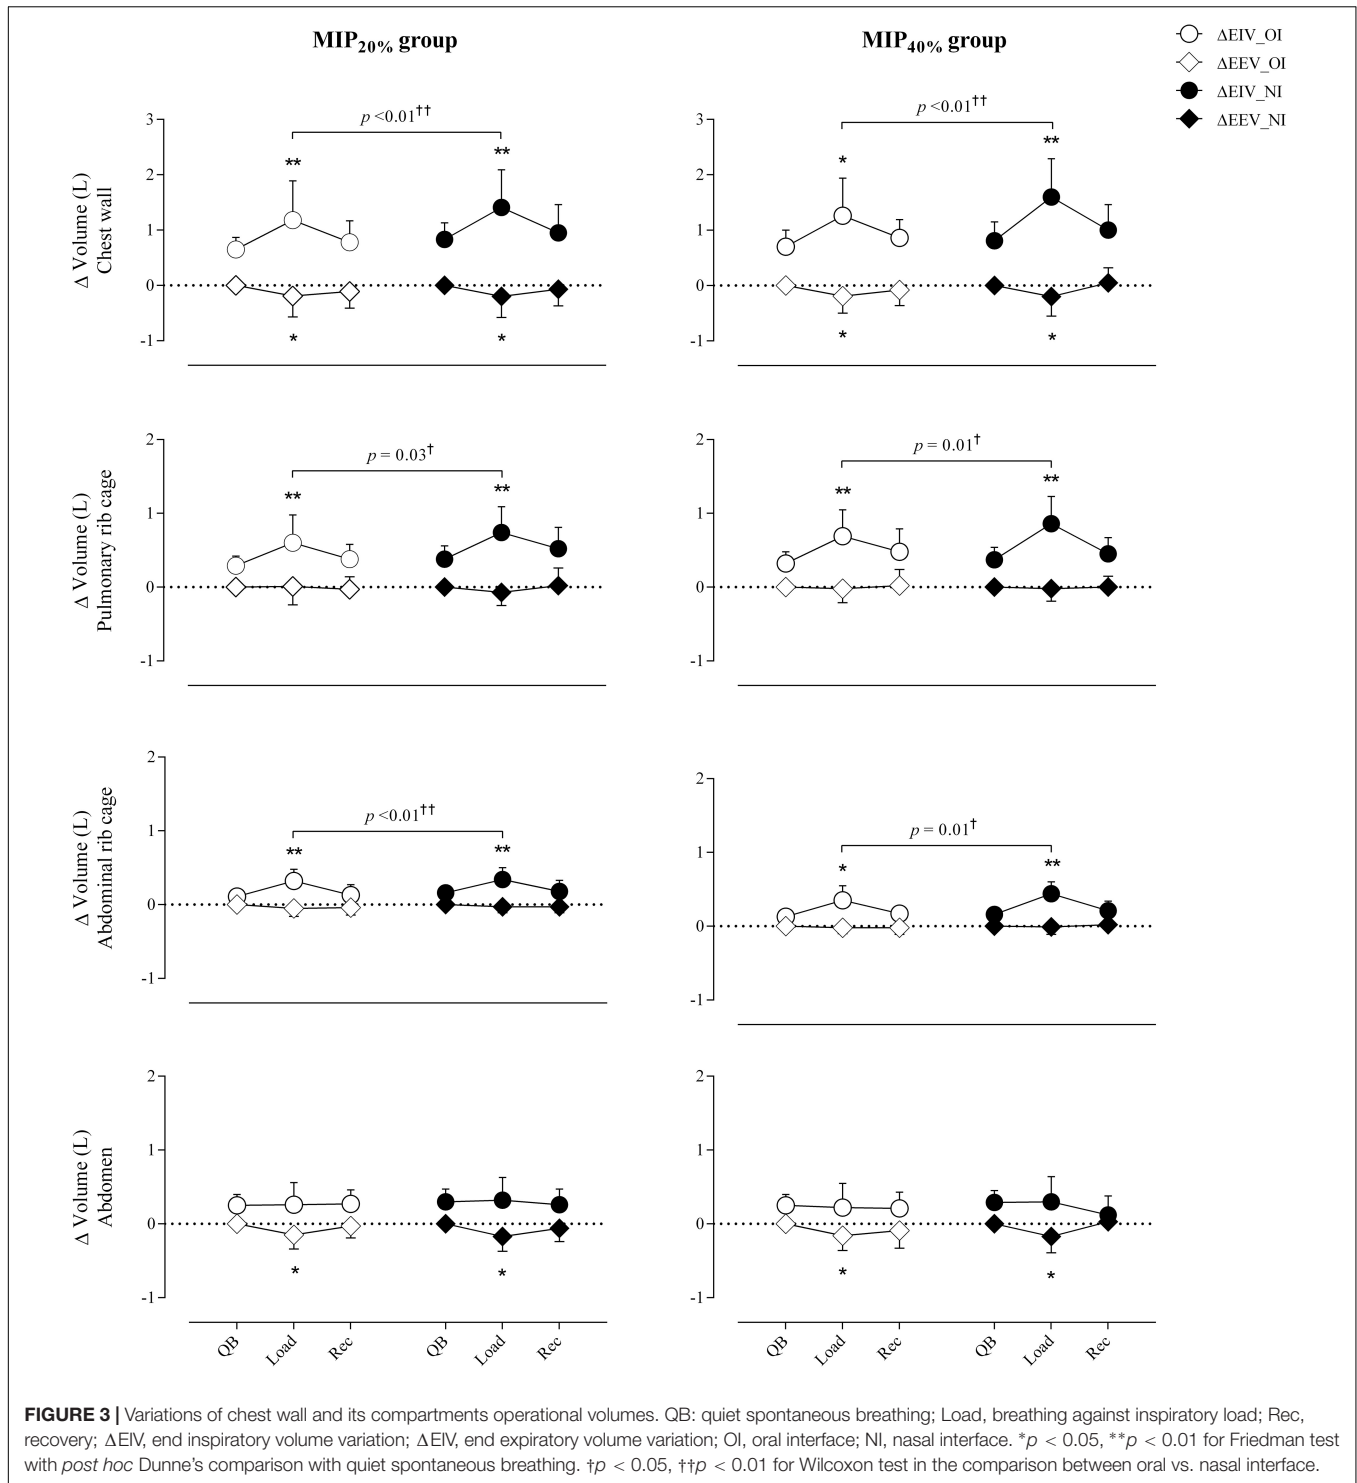 MIP20% group
MIP40% group
ΔEIV_OI
ΔEEV_OI
ΔEIV_NI
ΔEEV_NI
Δ Volume (L)
Chest wall
3
2
1
0
-1
p <0.01††
**
**
*
*
3
2
1
0
-1
p <0.01††
*
**
*
*
Δ Volume (L)
Pulmonary rib cage
2
1
0
-1
p = 0.03†
**
**
2
1
0
-1
p = 0.01†
**
**
Δ Volume (L)
Abdominal rib cage
2
1
0
-1
p <0.01††
**
**
2
1
0
-1
p = 0.01†
*
**
Δ Volume (L)
Abdomen
2
1
0
-1
*
*
2
1
0
-1
*
*
QB
Load
Rec
QB
Load
Rec
QB
Load
Rec
QB
Load
Rec
FIGURE 3 | Variations of chest wall and its compartments operational volumes. QB: quiet spontaneous breathing; Load, breathing against inspiratory load; Rec,
recovery; ΔEIV, end inspiratory volume variation; ΔEIV, end expiratory volume variation; OI, oral interface; NI, nasal interface. *p < 0.05, **p < 0.01 for Friedman test
with post hoc Dunne's comparison with quiet spontaneous breathing. †p < 0.05, ††p < 0.01 for Wilcoxon test in the comparison between oral vs. nasal interface.